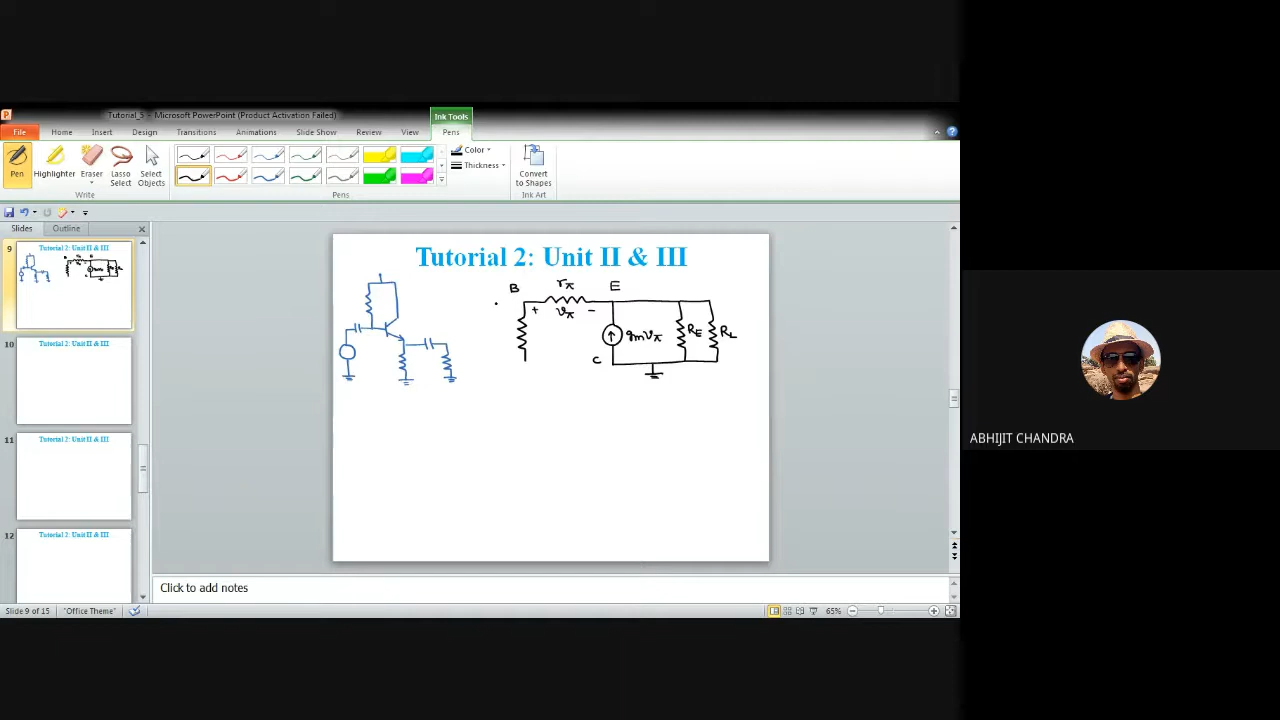 Tutorial_3 - Microsoft PowerPoint (Product Activation Failed)
Ink Tools
File Home Insert Design Transitions Animations Slide Show Review View Pens
Pen Highlighter Eraser Lasso Select Select Objects
Color
Thickness
Convert to Shapes
Write Pens Ink Art
Slides Outline
9 Tutorial 2: Unit II & III
10 Tutorial 2: Unit II & III
11 Tutorial 2: Unit II & III
12 Tutorial 2: Unit II & III
Tutorial 2: Unit II & III
B rπ E
+ vπ −
gmvπ RE RL
C
Click to add notes
Slide 9 of 15 "Office Theme" 65%
ABHIJIT CHANDRA